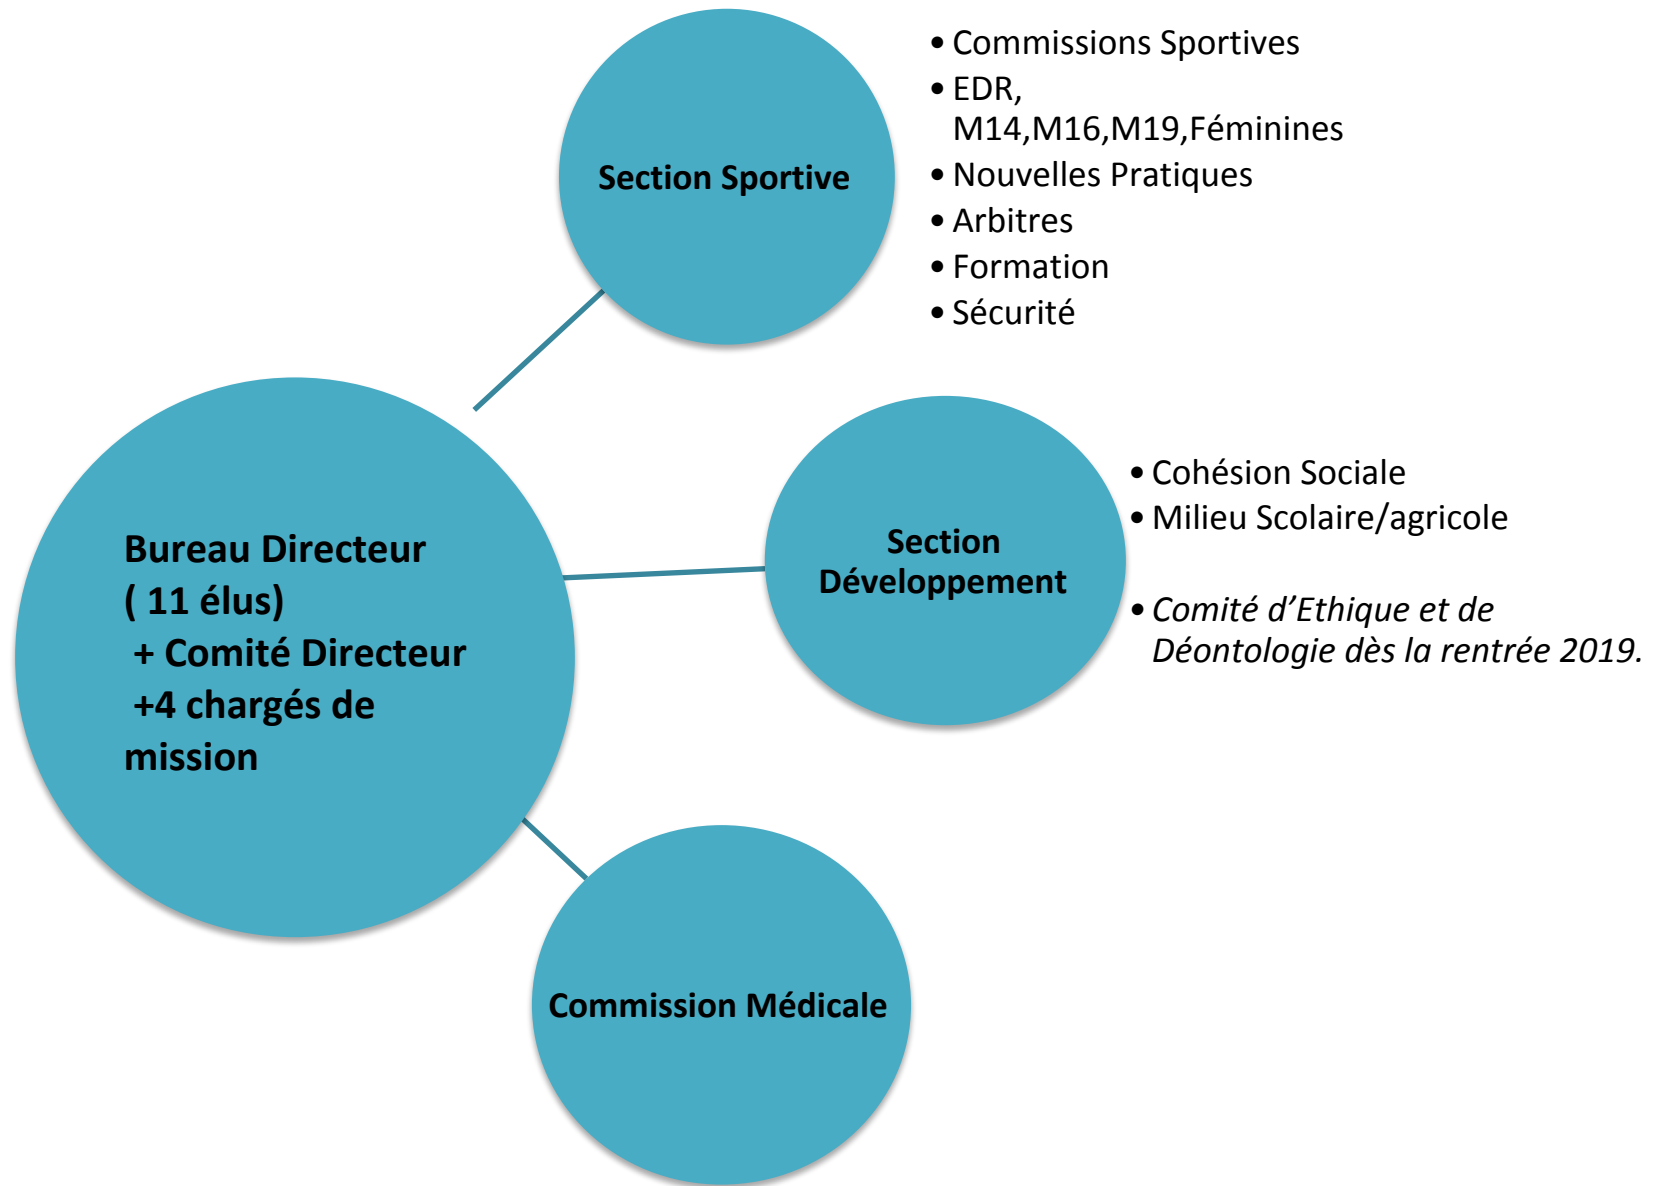 Section Sportive
• Commissions Sportives
• EDR,
M14,M16,M19,Féminines
• Nouvelles Pratiques
• Arbitres
• Formation
• Sécurité
Bureau Directeur
( 11 élus)
+ Comité Directeur
+4 chargés de
mission
Section
Développement
• Cohésion Sociale
• Milieu Scolaire/agricole
• Comité d’Ethique et de
Déontologie dès la rentrée 2019.
Commission Médicale